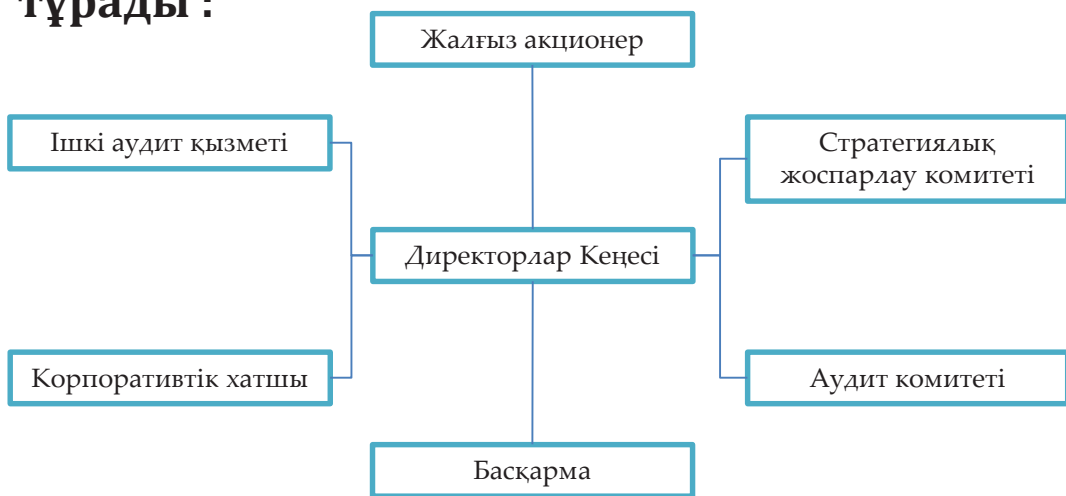 тұрады :
Жалғыз акционер
Ішкі аудит қызметі
Стратегиялық
жоспарлау комитеті
Директорлар Кеңесі
Корпоративтік хатшы
Аудит комитеті
Басқарма